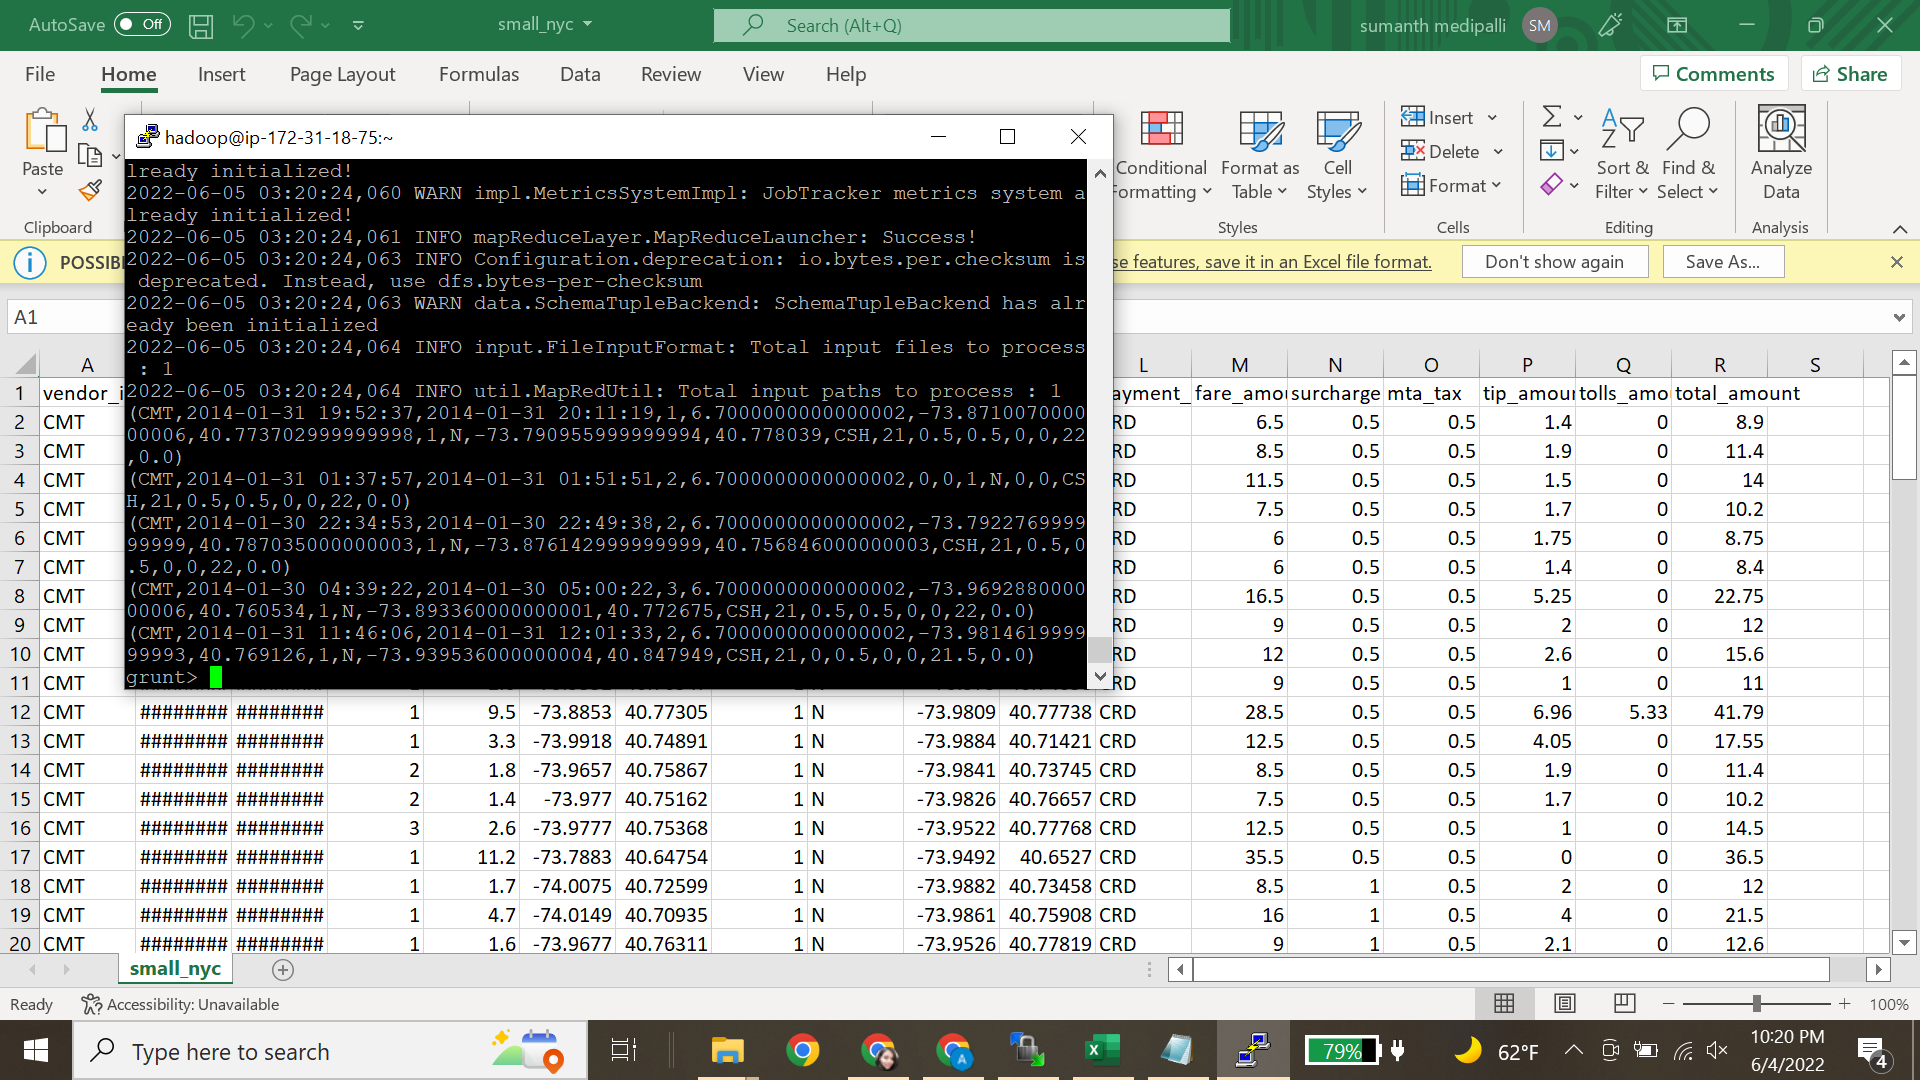 AutoSave Off small_nyc Search (Alt+Q) sumanth medipalli SM
File Home Insert Page Layout Formulas Data Review View Help Comments Share
Paste
Clipboard
Conditional Formatting
Format as Table
Cell Styles
Styles
Insert
Delete
Format
Cells
Sort & Filter
Find & Select
Editing
Analyze Data
Analysis
POSSIB
se features, save it in an Excel file format. Don't show again Save As...
A1
hadoop@ip-172-31-18-75:~
lready initialized!
2022-06-05 03:20:24,060 WARN impl.MetricsSystemImpl: JobTracker metrics system a
lready initialized!
2022-06-05 03:20:24,061 INFO mapReduceLayer.MapReduceLauncher: Success!
2022-06-05 03:20:24,063 INFO Configuration.deprecation: io.bytes.per.checksum is
deprecated. Instead, use dfs.bytes-per-checksum
2022-06-05 03:20:24,063 WARN data.SchemaTupleBackend: SchemaTupleBackend has alr
eady been initialized
2022-06-05 03:20:24,064 INFO input.FileInputFormat: Total input files to process
: 1
2022-06-05 03:20:24,064 INFO util.MapRedUtil: Total input paths to process : 1
(CMT,2014-01-31 19:52:37,2014-01-31 20:11:19,1,6.7000000000000002,-73.8710070000
00006,40.773702999999998,1,N,-73.790955999999994,40.778039,CSH,21,0.5,0.5,0,0,22
,0.0)
(CMT,2014-01-31 01:37:57,2014-01-31 01:51:51,2,6.7000000000000002,0,0,1,N,0,0,CS
H,21,0.5,0.5,0,0,22,0.0)
(CMT,2014-01-30 22:34:53,2014-01-30 22:49:38,2,6.7000000000000002,-73.7922769999
99999,40.787035000000003,1,N,-73.876142999999999,40.756846000000003,CSH,21,0.5,0
.5,0,0,22,0.0)
(CMT,2014-01-30 04:39:22,2014-01-30 05:00:22,3,6.7000000000000002,-73.9692880000
00006,40.760534,1,N,-73.893360000000001,40.772675,CSH,21,0.5,0.5,0,0,22,0.0)
(CMT,2014-01-31 11:46:06,2014-01-31 12:01:33,2,6.7000000000000002,-73.9814619999
99993,40.769126,1,N,-73.939536000000004,40.847949,CSH,21,0,0.5,0,0,21.5,0.0)
grunt>
A L M N O P Q R S
1 vendor_i ayment_ fare_amou surcharge mta_tax tip_amoun tolls_amou total_amount
2 CMT RD 6.5 0.5 0.5 1.4 0 8.9
3 CMT RD 8.5 0.5 0.5 1.9 0 11.4
4 CMT RD 11.5 0.5 0.5 1.5 0 14
5 CMT RD 7.5 0.5 0.5 1.7 0 10.2
6 CMT RD 6 0.5 0.5 1.75 0 8.75
7 CMT RD 6 0.5 0.5 1.4 0 8.4
8 CMT RD 16.5 0.5 0.5 5.25 0 22.75
9 CMT RD 9 0.5 0.5 2 0 12
10 CMT RD 12 0.5 0.5 2.6 0 15.6
11 CMT RD 9 0.5 0.5 1 0 11
12 CMT ######## ######## 1 9.5 -73.8853 40.77305 1 N -73.9809 40.77738 CRD 28.5 0.5 0.5 6.96 5.33 41.79
13 CMT ######## ######## 1 3.3 -73.9918 40.74891 1 N -73.9884 40.71421 CRD 12.5 0.5 0.5 4.05 0 17.55
14 CMT ######## ######## 2 1.8 -73.9657 40.75867 1 N -73.9841 40.73745 CRD 8.5 0.5 0.5 1.9 0 11.4
15 CMT ######## ######## 2 1.4 -73.977 40.75162 1 N -73.9826 40.76657 CRD 7.5 0.5 0.5 1.7 0 10.2
16 CMT ######## ######## 3 2.6 -73.9777 40.75368 1 N -73.9522 40.77768 CRD 12.5 0.5 0.5 1 0 14.5
17 CMT ######## ######## 1 11.2 -73.7883 40.64754 1 N -73.9492 40.6527 CRD 35.5 0.5 0.5 0 0 36.5
18 CMT ######## ######## 1 1.7 -74.0075 40.72599 1 N -73.9882 40.73458 CRD 8.5 1 0.5 2 0 12
19 CMT ######## ######## 1 4.7 -74.0149 40.70935 1 N -73.9861 40.75908 CRD 16 1 0.5 4 0 21.5
20 CMT ######## ######## 1 1.6 -73.9677 40.76311 1 N -73.9526 40.77819 CRD 9 1 0.5 2.1 0 12.6
small_nyc
Ready Accessibility: Unavailable 100%
Type here to search 79% 62°F 10:20 PM
6/4/2022 4